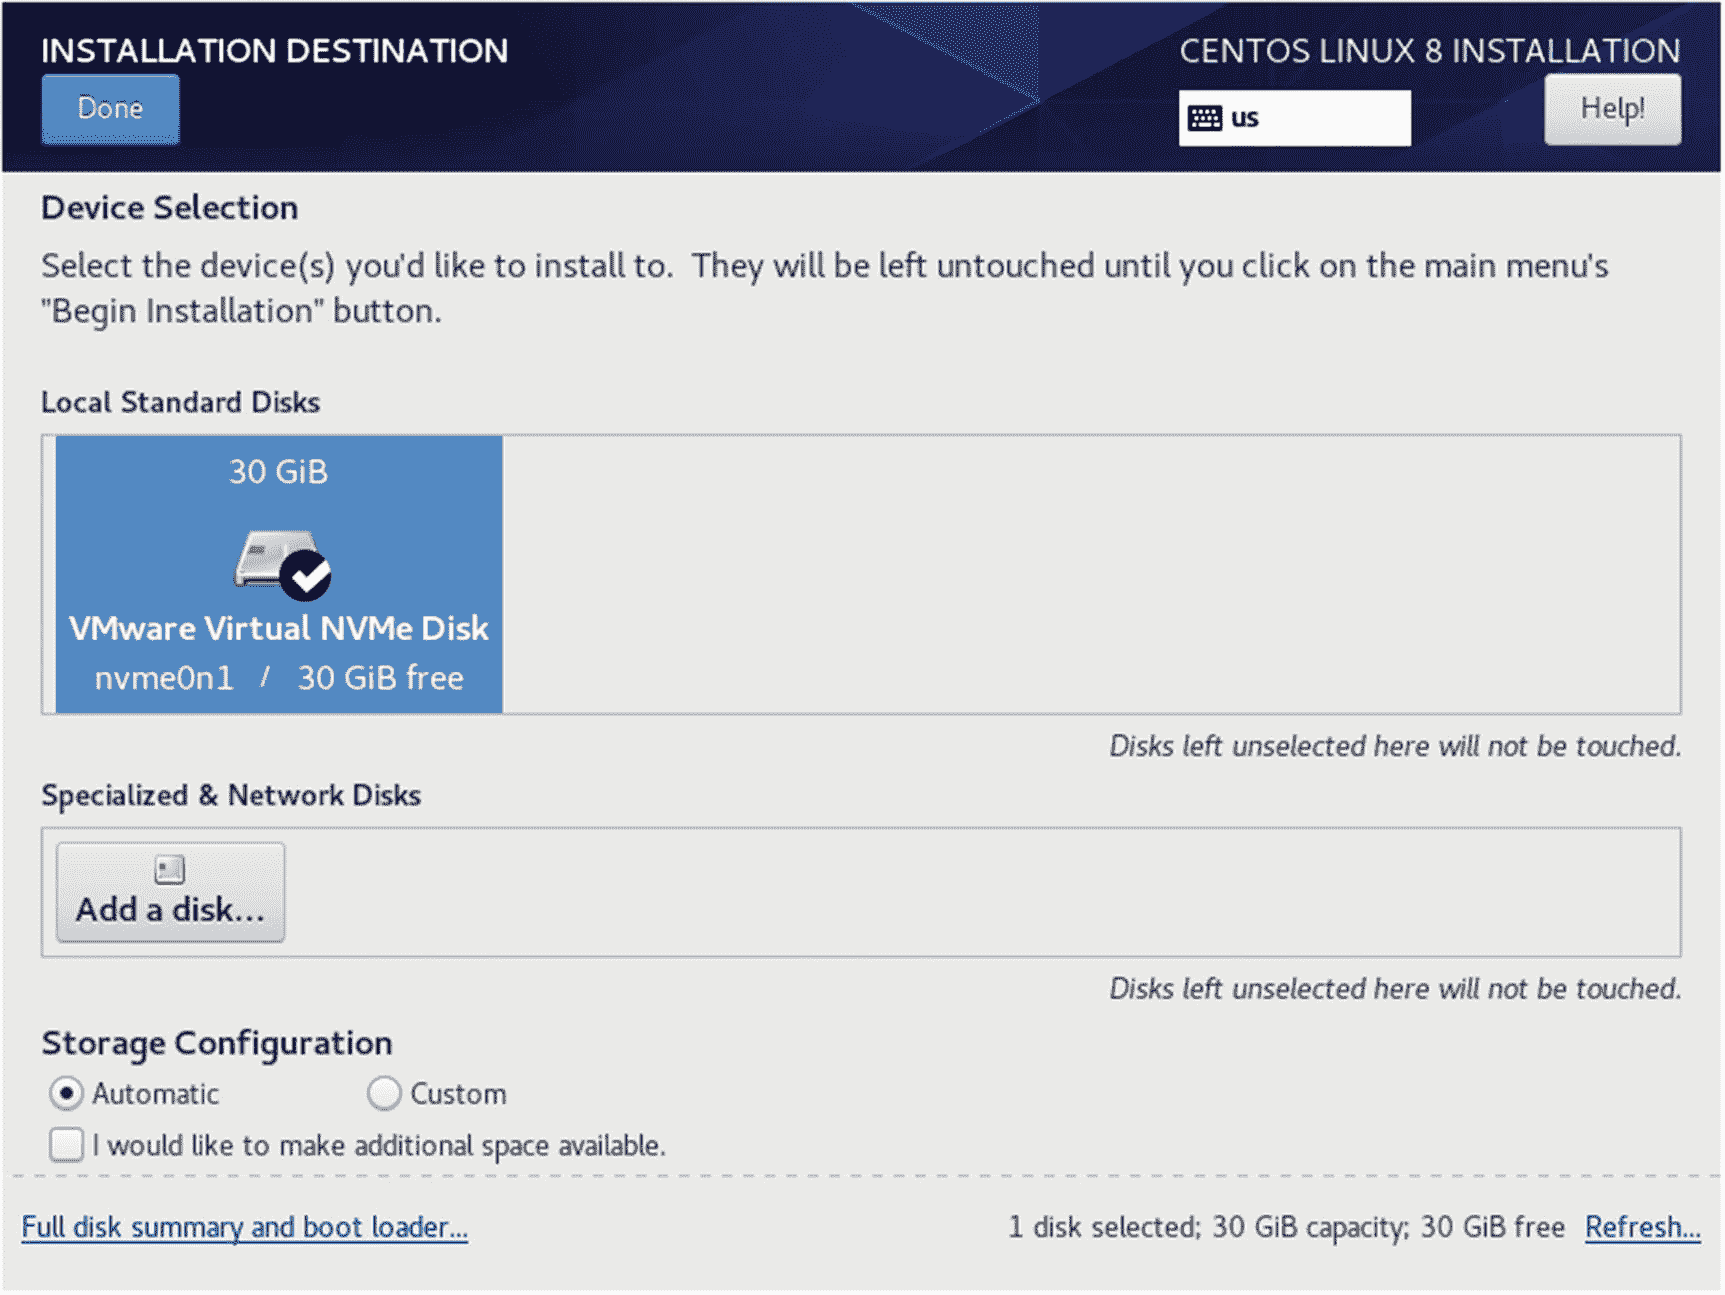 INSTALLATION DESTINATION
CENTOS LINUX 8 INSTALLATION
Done
us
Help!
Device Selection
Select the device(s) you'd like to install to.  They will be left untouched until you click on the main menu's
"Begin Installation" button.
Local Standard Disks
30 GiB
VMware Virtual NVMe Disk
nvme0n1 / 30 GiB free
Disks left unselected here will not be touched.
Specialized & Network Disks
Add a disk...
Disks left unselected here will not be touched.
Storage Configuration
Automatic
Custom
I would like to make additional space available.
Full disk summary and boot loader...
1 disk selected; 30 GiB capacity; 30 GiB free
Refresh...